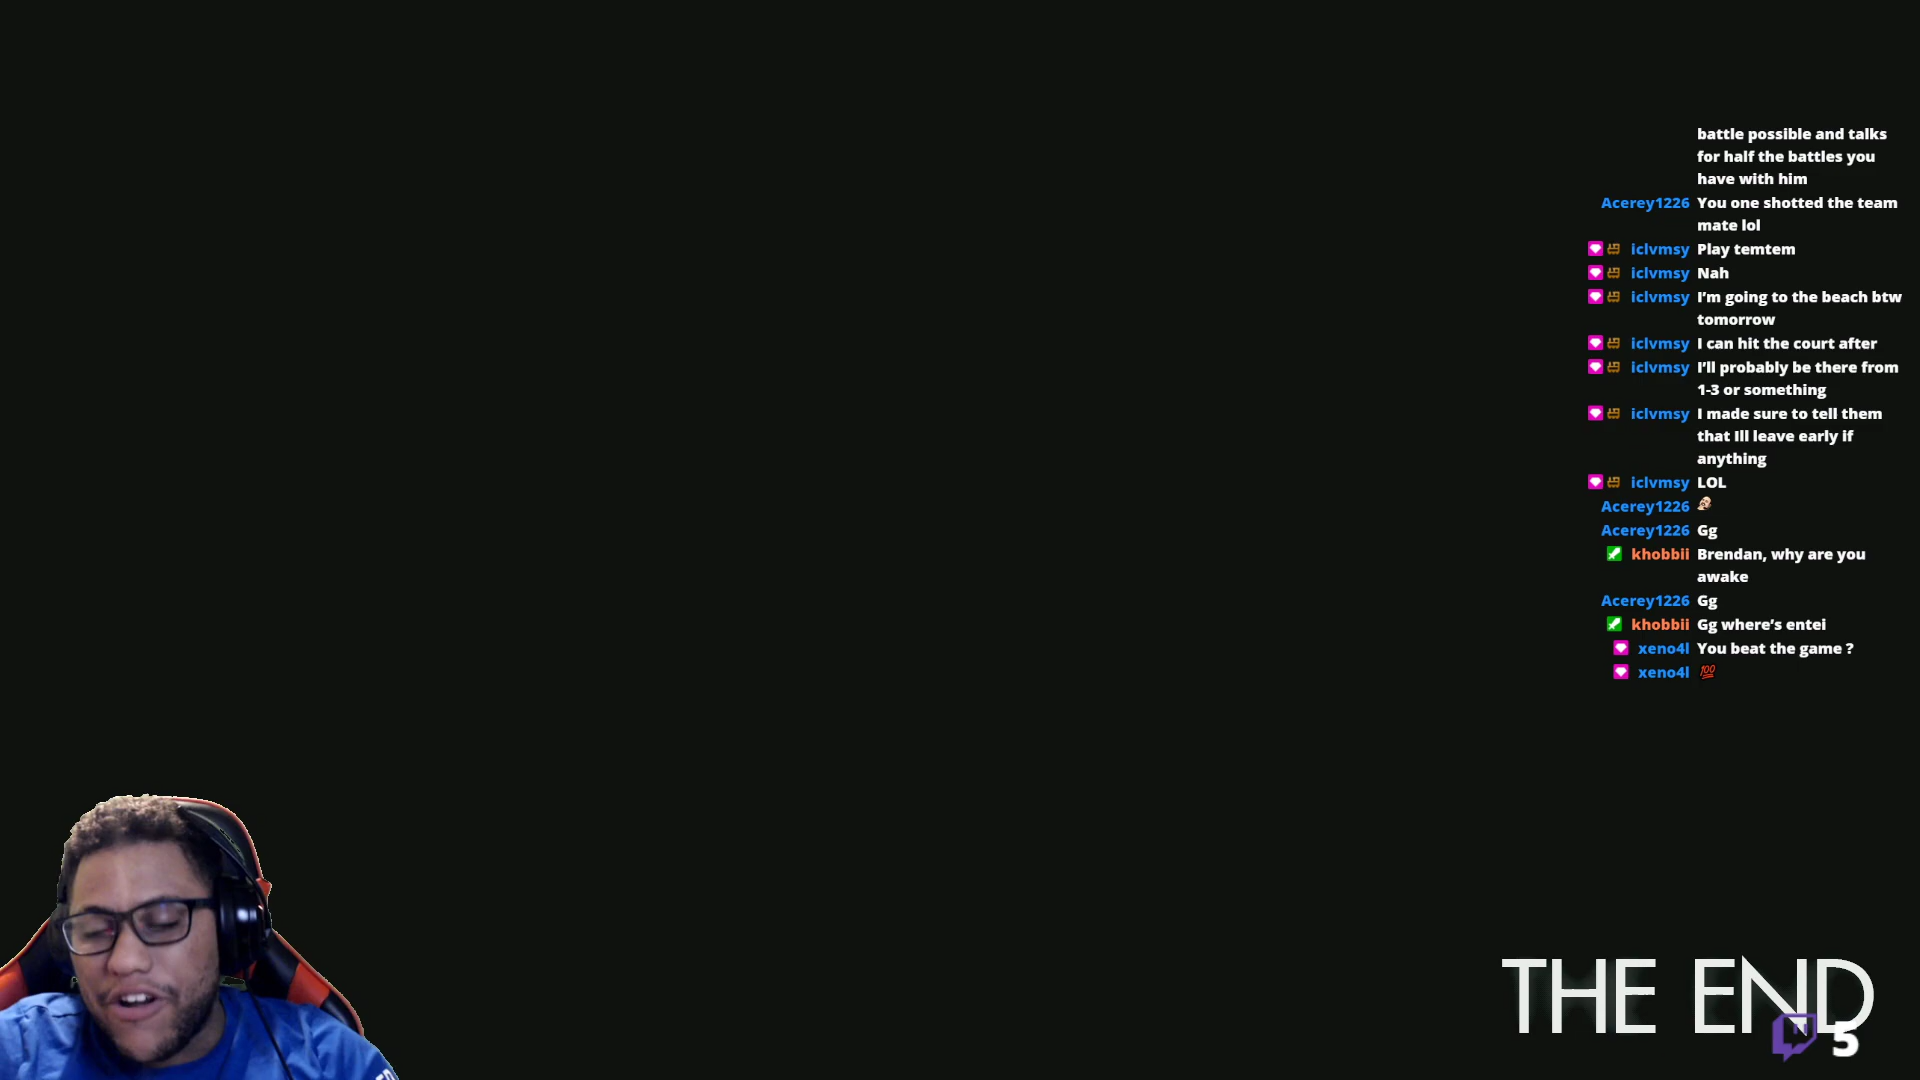 battle possible and talks
for half the battles you
have with him
Acerey1226 You one shotted the team
mate lol
iclvmsy Play temtem
iclvmsy Nah
iclvmsy I’m going to the beach btw
tomorrow
iclvmsy I can hit the court after
iclvmsy I’ll probably be there from
1-3 or something
iclvmsy I made sure to tell them
that Ill leave early if
anything
iclvmsy LOL
Acerey1226
Acerey1226 Gg
khobbii Brendan, why are you
awake
Acerey1226 Gg
khobbii Gg where’s entei
xeno4l You beat the game ?
xeno4l 💯
THE END
5